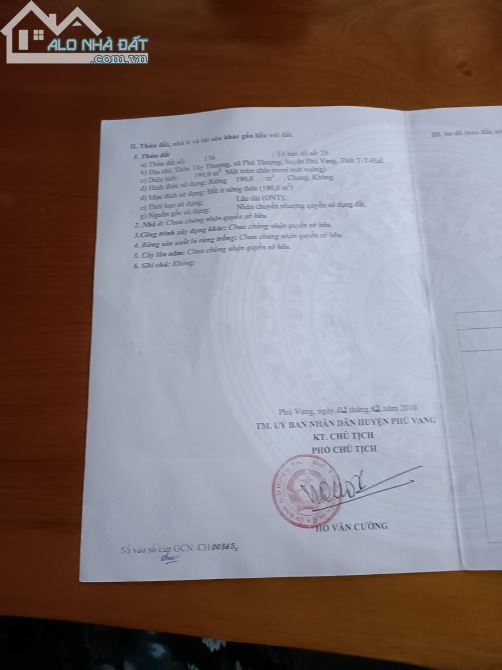 ALO NHÀ ĐẤT
.com.vn
II. Thửa đất, nhà ở và tài sản khác gắn liền với đất
III. Sơ đồ thửa đất,
1. Thửa đất
a) Thửa đất số: 176 ; Tờ bản đồ số: 25
b) Địa chỉ: Thôn Tây Thượng, xã Phú Thượng, huyện Phú Vang, Tỉnh T-T-Huế.
c) Diện tích: 190,0 m² Một trăm chín mươi mét vuông)
d) Hình thức sử dụng: Riêng 190,0 m² , Chung: Không.
đ) Mục đích sử dụng: Đất ở nông thôn (190,0 m²)
e) Thời hạn sử dụng: Lâu dài (ONT);
g) Nguồn gốc sử dụng: Nhận chuyển nhượng quyền sử dụng đất.
2. Nhà ở: Chưa chứng nhận quyền sở hữu.
3.Công trình xây dựng khác: Chưa chứng nhận quyền sở hữu.
4. Rừng sản xuất là rừng trồng: Chưa chứng nhận quyền sở hữu.
5. Cây lâu năm: Chưa chứng nhận quyền sở hữu.
6. Ghi chú: Không.
Phú Vang, ngày 02 tháng 12 năm 2010
TM. UỶ BAN NHÂN DÂN HUYỆN PHÚ VANG
KT. CHỦ TỊCH
PHÓ CHỦ TỊCH
HỒ VĂN CƯỜNG
Số vào sổ cấp GCN: CH 00365